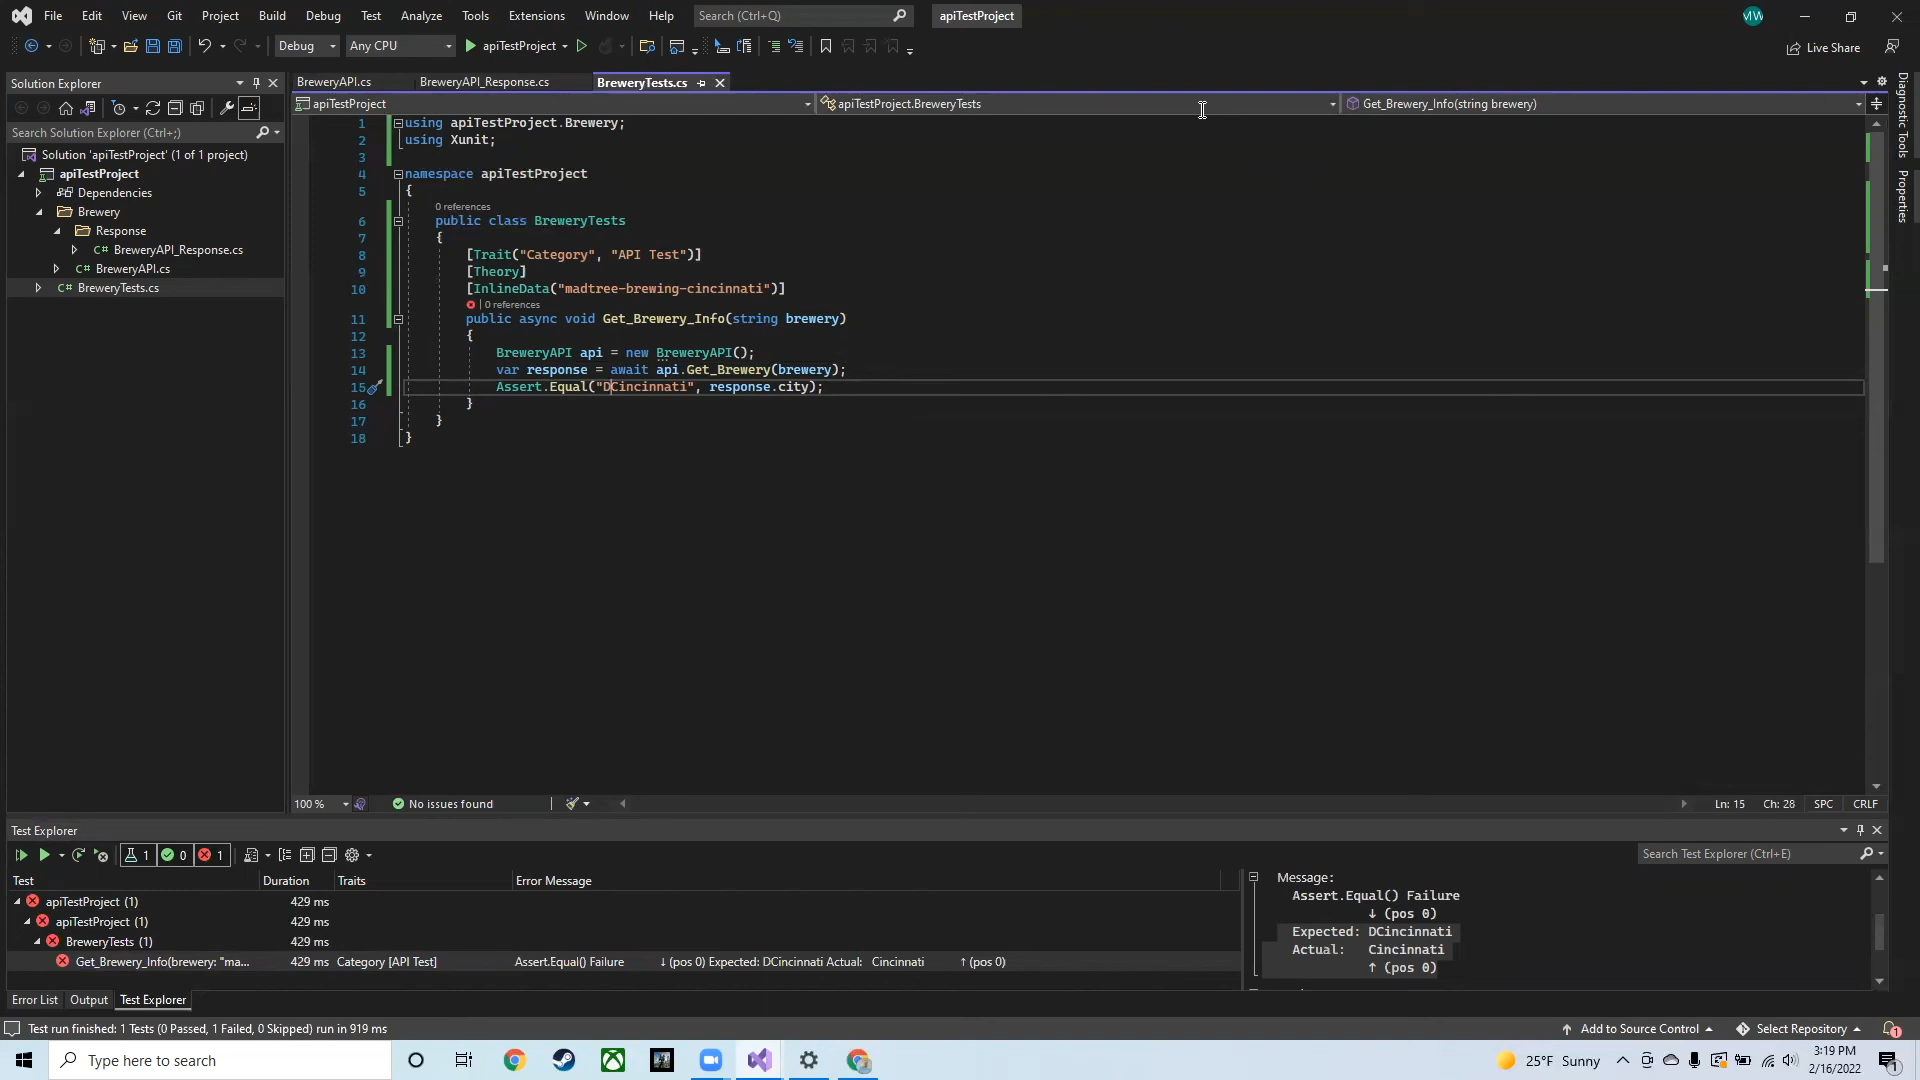 File Edit View Git Project Build Debug Test Analyze Tools Extensions Window Help Search (Ctrl+Q) apiTestProject
Debug Any CPU apiTestProject Live Share
Solution Explorer
Search Solution Explorer (Ctrl+;)
Solution 'apiTestProject' (1 of 1 project)
apiTestProject
Dependencies
Brewery
Response
C# BreweryAPI_Response.cs
C# BreweryAPI.cs
C# BreweryTests.cs
BreweryAPI.cs BreweryAPI_Response.cs BreweryTests.cs
apiTestProject apiTestProject.BreweryTests Get_Brewery_Info(string brewery)
1 using apiTestProject.Brewery;
2 using Xunit;
3
4 namespace apiTestProject
5 {
0 references
6 public class BreweryTests
7 {
8 [Trait("Category", "API Test")]
9 [Theory]
10 [InlineData("madtree-brewing-cincinnati")]
0 references
11 public async void Get_Brewery_Info(string brewery)
12 {
13 BreweryAPI api = new BreweryAPI();
14 var response = await api.Get_Brewery(brewery);
15 Assert.Equal("DCincinnati", response.city);
16 }
17 }
18 }
Diagnostic Tools
Properties
100 % No issues found Ln: 15 Ch: 28 SPC CRLF
Test Explorer
1 0 1 Search Test Explorer (Ctrl+E)
Test Duration Traits Error Message
apiTestProject (1) 429 ms
apiTestProject (1) 429 ms
BreweryTests (1) 429 ms
Get_Brewery_Info(brewery: "ma... 429 ms Category [API Test] Assert.Equal() Failure ↓ (pos 0) Expected: DCincinnati Actual: Cincinnati ↑ (pos 0)
Message:
Assert.Equal() Failure
↓ (pos 0)
Expected: DCincinnati
Actual: Cincinnati
↑ (pos 0)
Error List Output Test Explorer
Test run finished: 1 Tests (0 Passed, 1 Failed, 0 Skipped) run in 919 ms Add to Source Control Select Repository 1
Type here to search 25°F Sunny 3:19 PM
2/16/2022 1